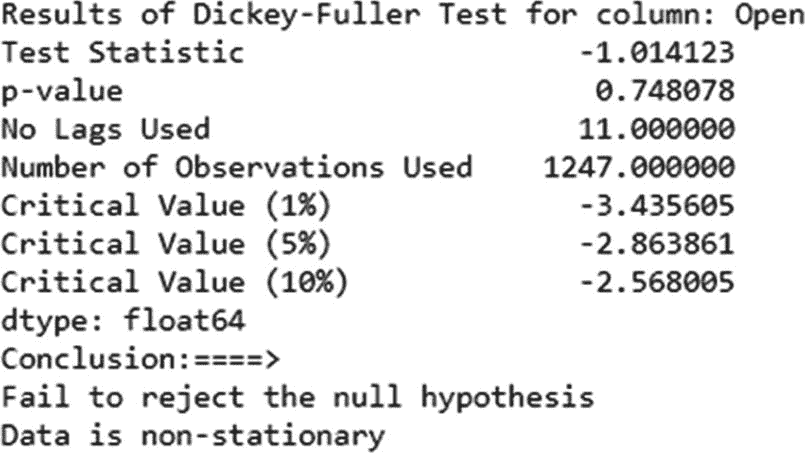 Results of Dickey-Fuller Test for column: Open
Test Statistic -1.014123
p-value 0.748078
No Lags Used 11.000000
Number of Observations Used 1247.000000
Critical Value (1%) -3.435605
Critical Value (5%) -2.863861
Critical Value (10%) -2.568005
dtype: float64
Conclusion:====>
Fail to reject the null hypothesis
Data is non-stationary